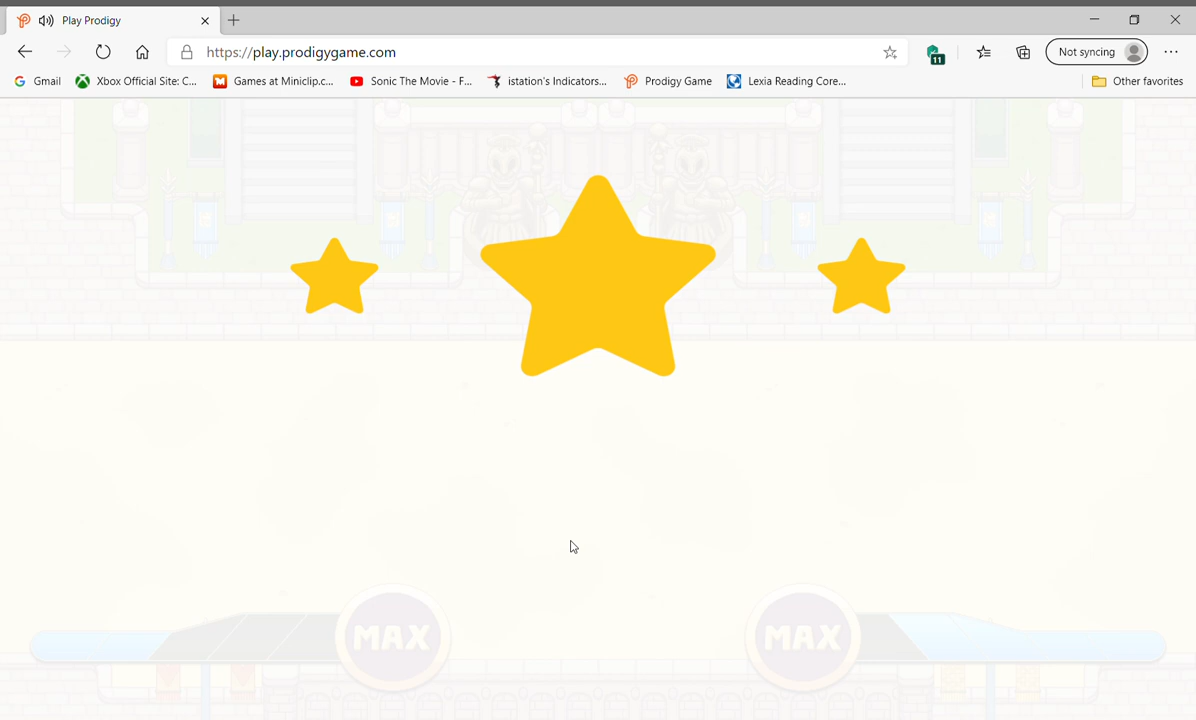 Play Prodigy
https://play.prodigygame.com
11
Not syncing
Gmail
Xbox Official Site: C...
Games at Miniclip.c...
Sonic The Movie - F...
istation's Indicators...
Prodigy Game
Lexia Reading Core...
Other favorites
MAX
MAX